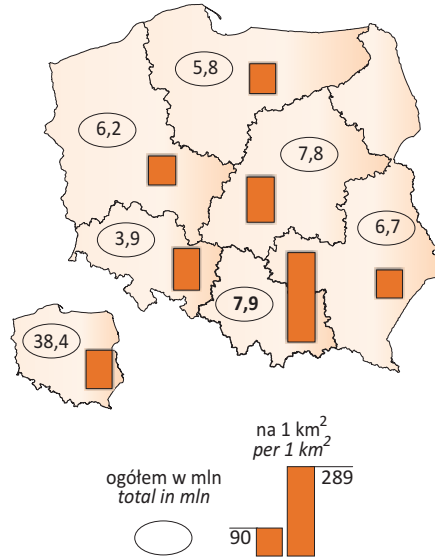 5,8
6,2
7,8
6,7
3,9
7,9
38,4
na 1 km²
per 1 km²
ogółem w mln
total in mln
289
90